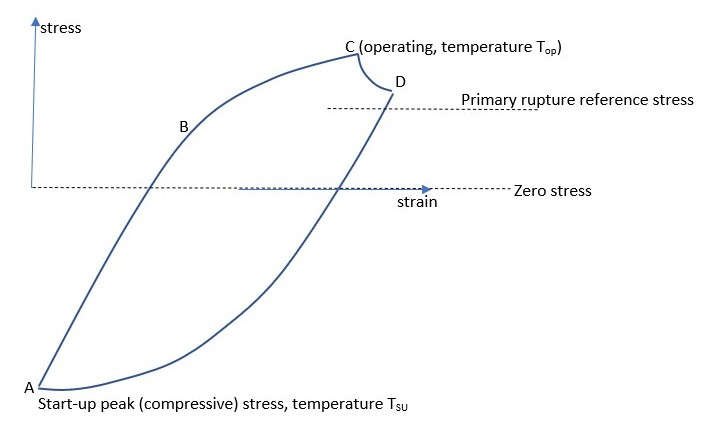 stress
C (operating, temperature Top)
D
Primary rupture reference stress
B
Zero stress
strain
A
Start-up peak (compressive) stress, temperature TSU